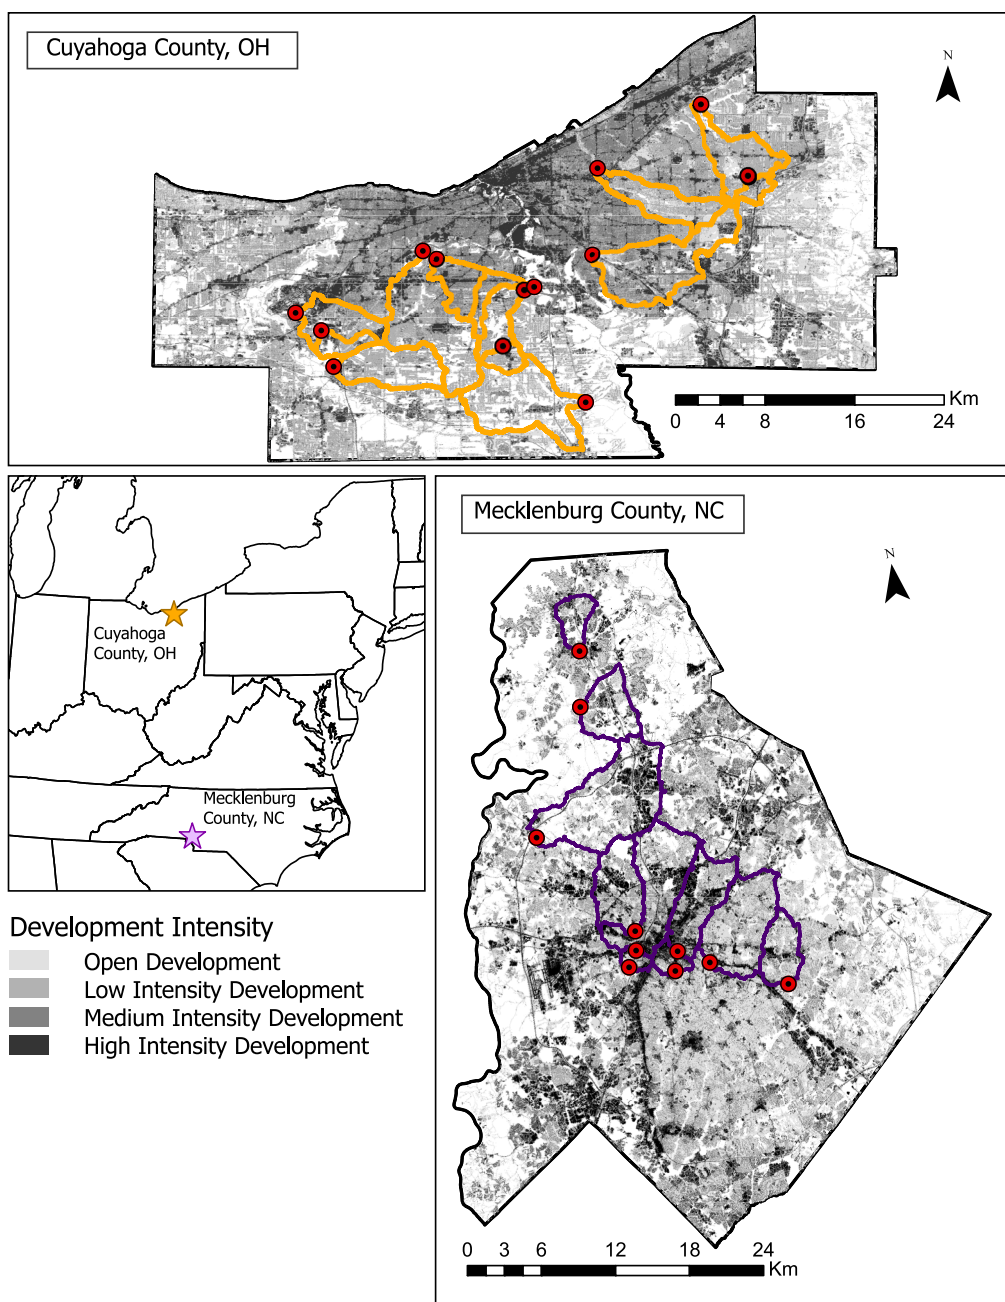 Cuyahoga County, OH
N
Km
0 4 8 16 24
Cuyahoga
County, OH
Mecklenburg
County, NC
Mecklenburg County, NC
N
0 3 6 12 18 24
Km
Development Intensity
Open Development
Low Intensity Development
Medium Intensity Development
High Intensity Development